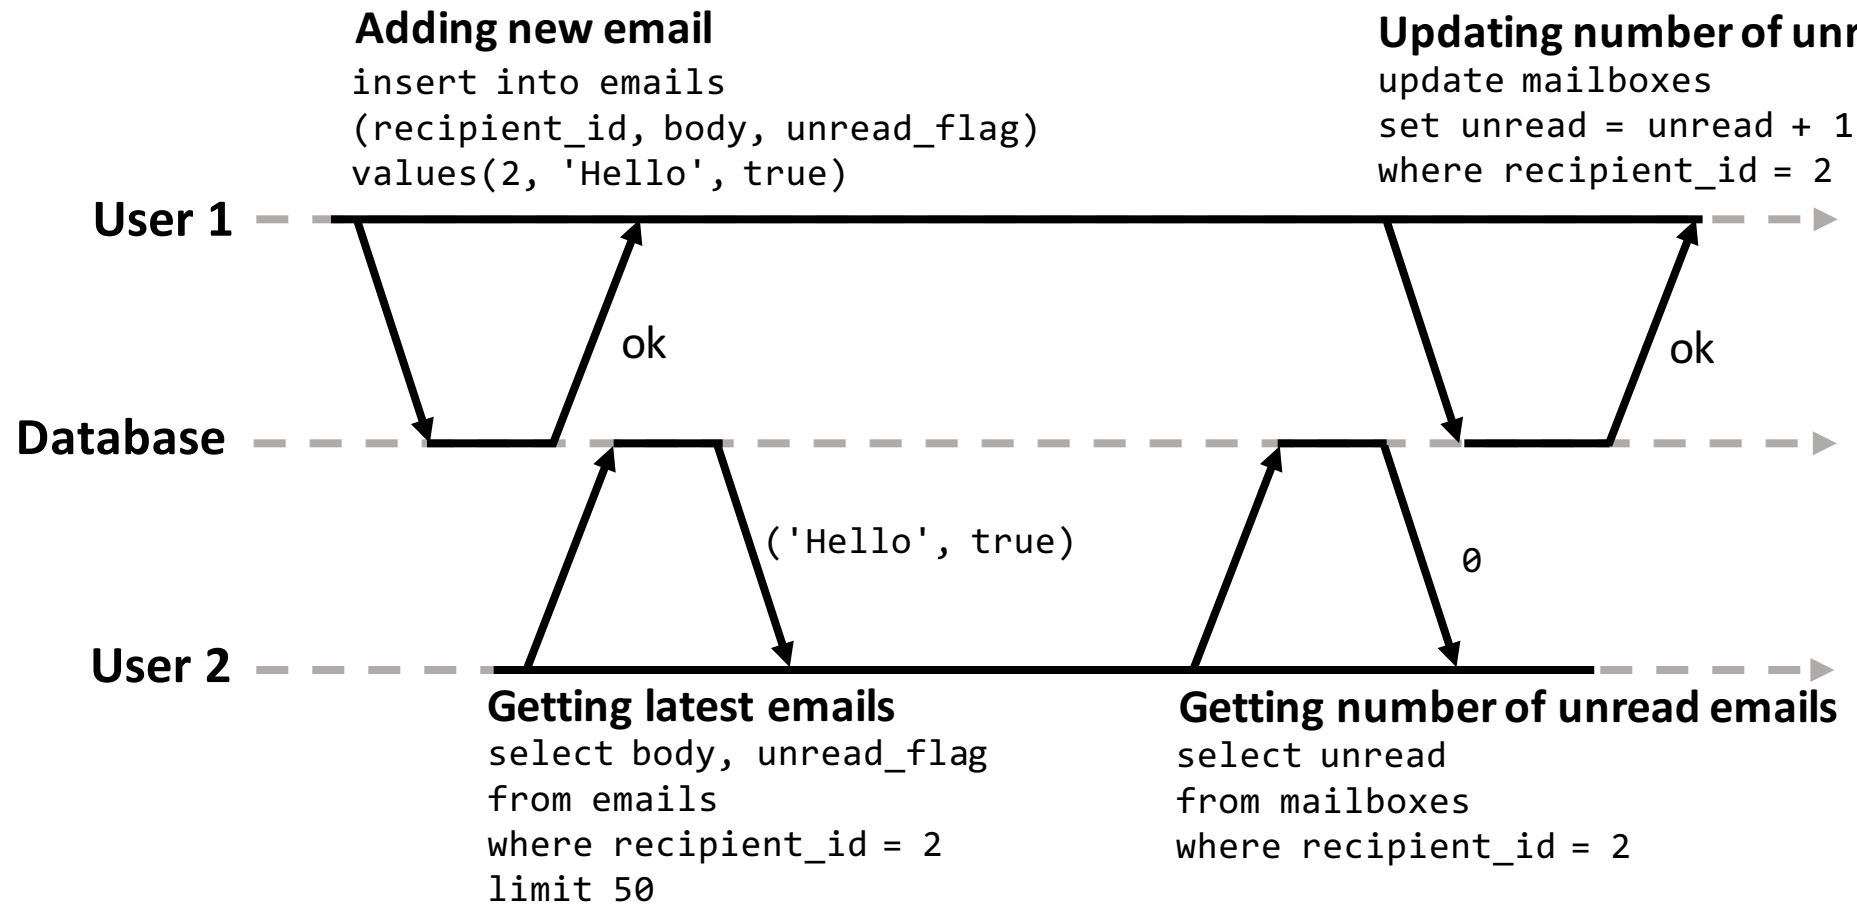 Adding new email
insert into emails
(recipient_id, body, unread_flag)
values(2, 'Hello', true)
Updating number of
update mailboxes
set unread = unread + 1
where recipient_id = 2
User 1
ok
ok
Database
('Hello', true)
0
User 2
Getting latest emails
select body, unread_flag
from emails
where recipient_id = 2
limit 50
Getting number of unread emails
select unread
from mailboxes
where recipient_id = 2